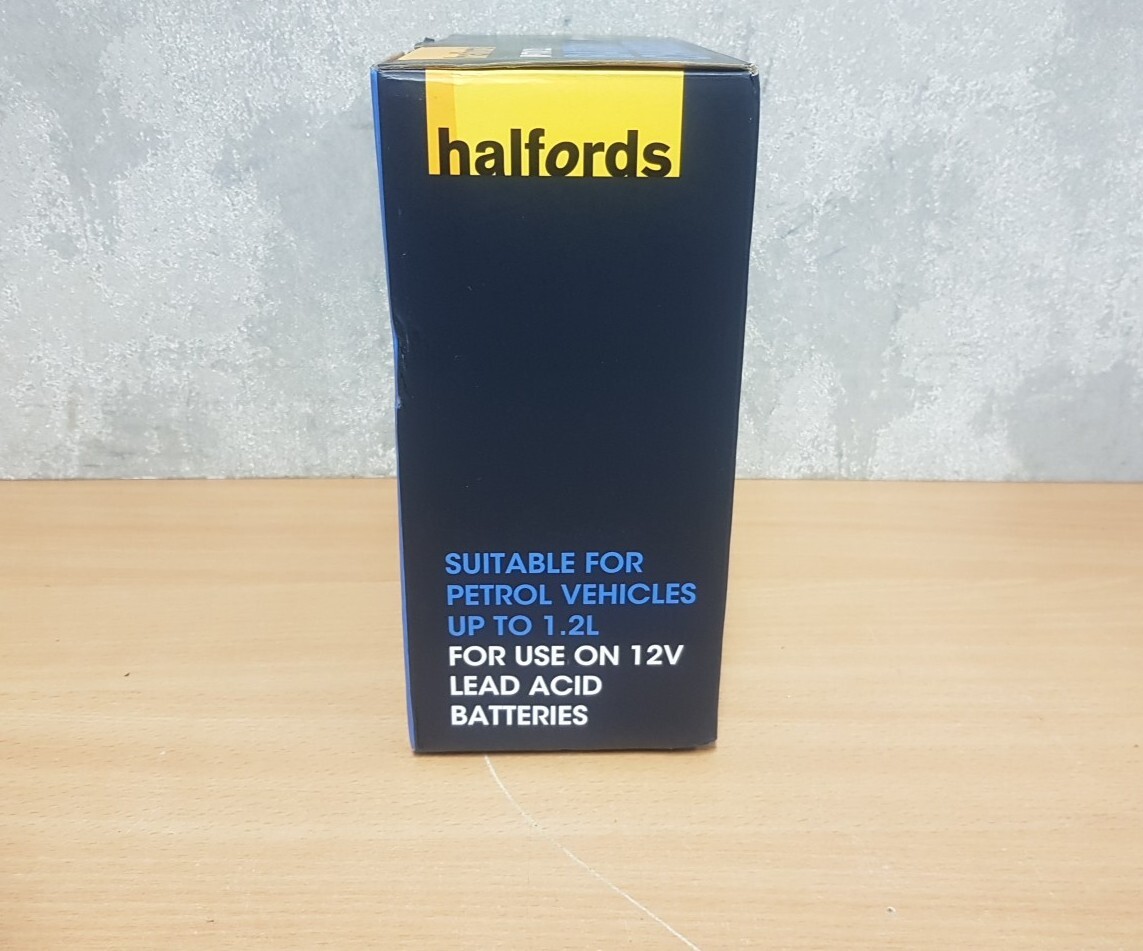 halfords
SUITABLE FOR
PETROL VEHICLES
UP TO 1.2L
FOR USE ON 12V
LEAD ACID
BATTERIES